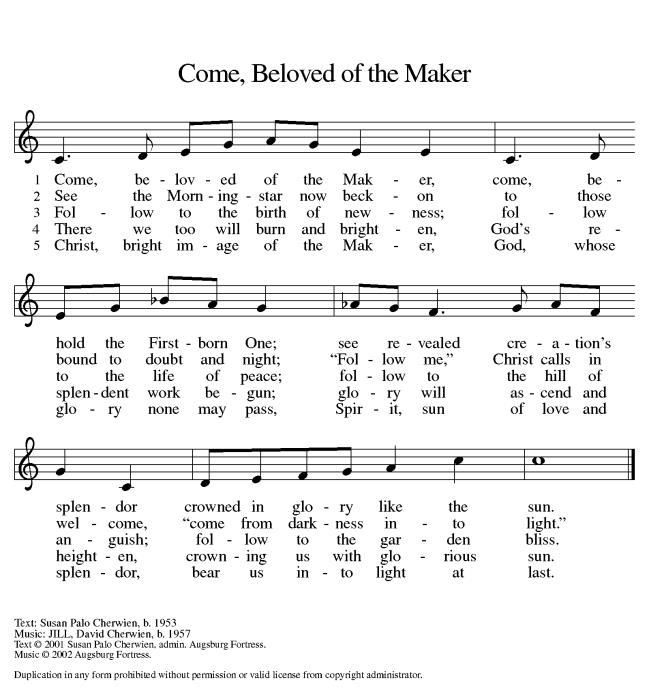 Come, Beloved of the Maker
1 Come, be - lov - ed of the Mak - er, come, be -
2 See the Morn - ing - star now beck - on to those
3 Fol - low to the birth of new - ness; fol - low
4 There we too will burn and bright - en, God's re -
5 Christ, bright im - age of the Mak - er, God, whose
hold the First - born One; see re - vealed cre - a - tion's
bound to doubt and night; “Fol - low me,” Christ calls in
to the life of peace; fol - low to the hill of
splen - dent work be - gun; glo - ry will as - cend and
glo - ry none may pass, Spir - it, sun of love and
splen - dor crowned in glo - ry like the sun.
wel - come, “come from dark - ness in - to light.”
an - guish; fol - low to the gar - den bliss.
height - en, crown - ing us with glo - rious sun.
splen - dor, bear us in - to light at last.
Text: Susan Palo Cherwien, b. 1953
Music: JILL, David Cherwien, b. 1957
Text © 2001 Susan Palo Cherwien, admin. Augsburg Fortress.
Music © 2002 Augsburg Fortress.
Duplication in any form prohibited without permission or valid license from copyright administrator.